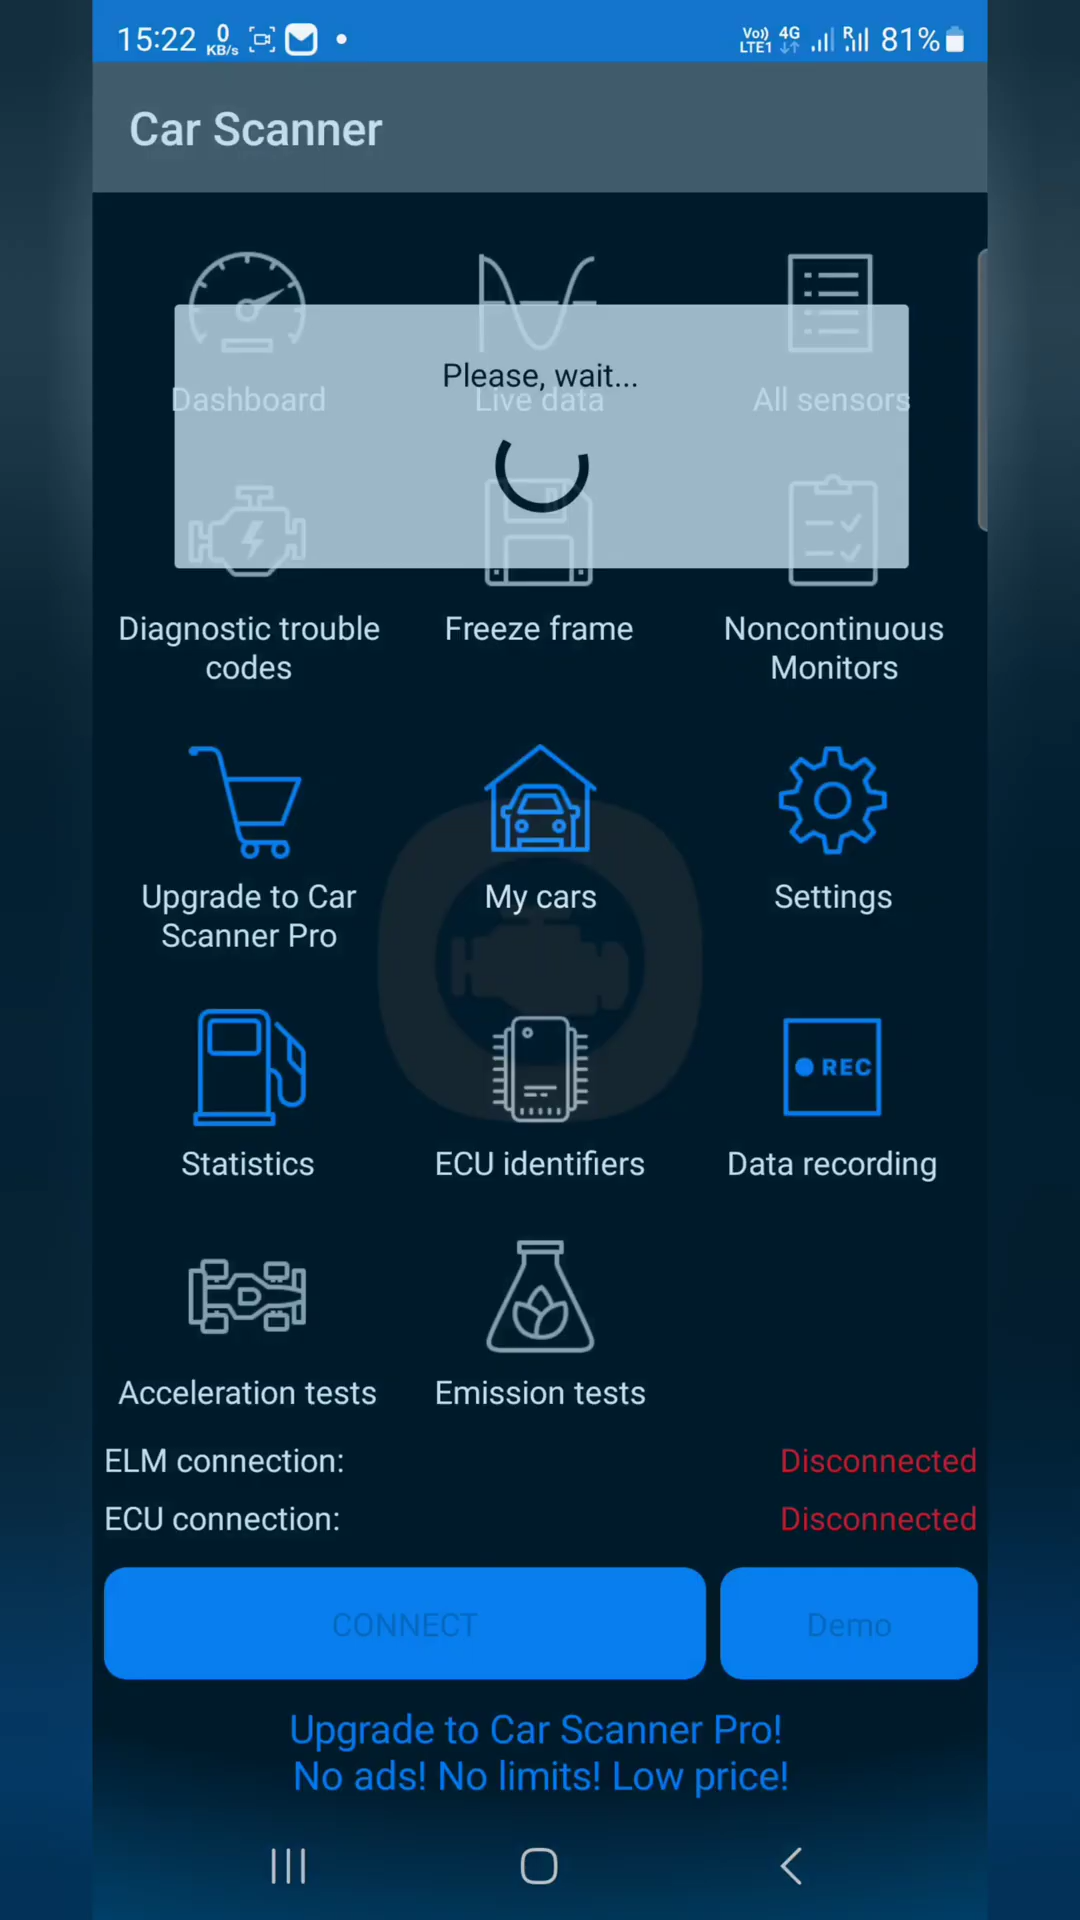 15:22 0 KB/s Vo)) LTE1 4G R 81%
Car Scanner
Please, wait...
Dashboard Live data All sensors
Diagnostic trouble codes
Freeze frame
Noncontinuous Monitors
Upgrade to Car Scanner Pro
My cars
Settings
REC
Statistics
ECU identifiers
Data recording
D
Acceleration tests
Emission tests
ELM connection: Disconnected
ECU connection: Disconnected
CONNECT Demo
Upgrade to Car Scanner Pro!
No ads! No limits! Low price!